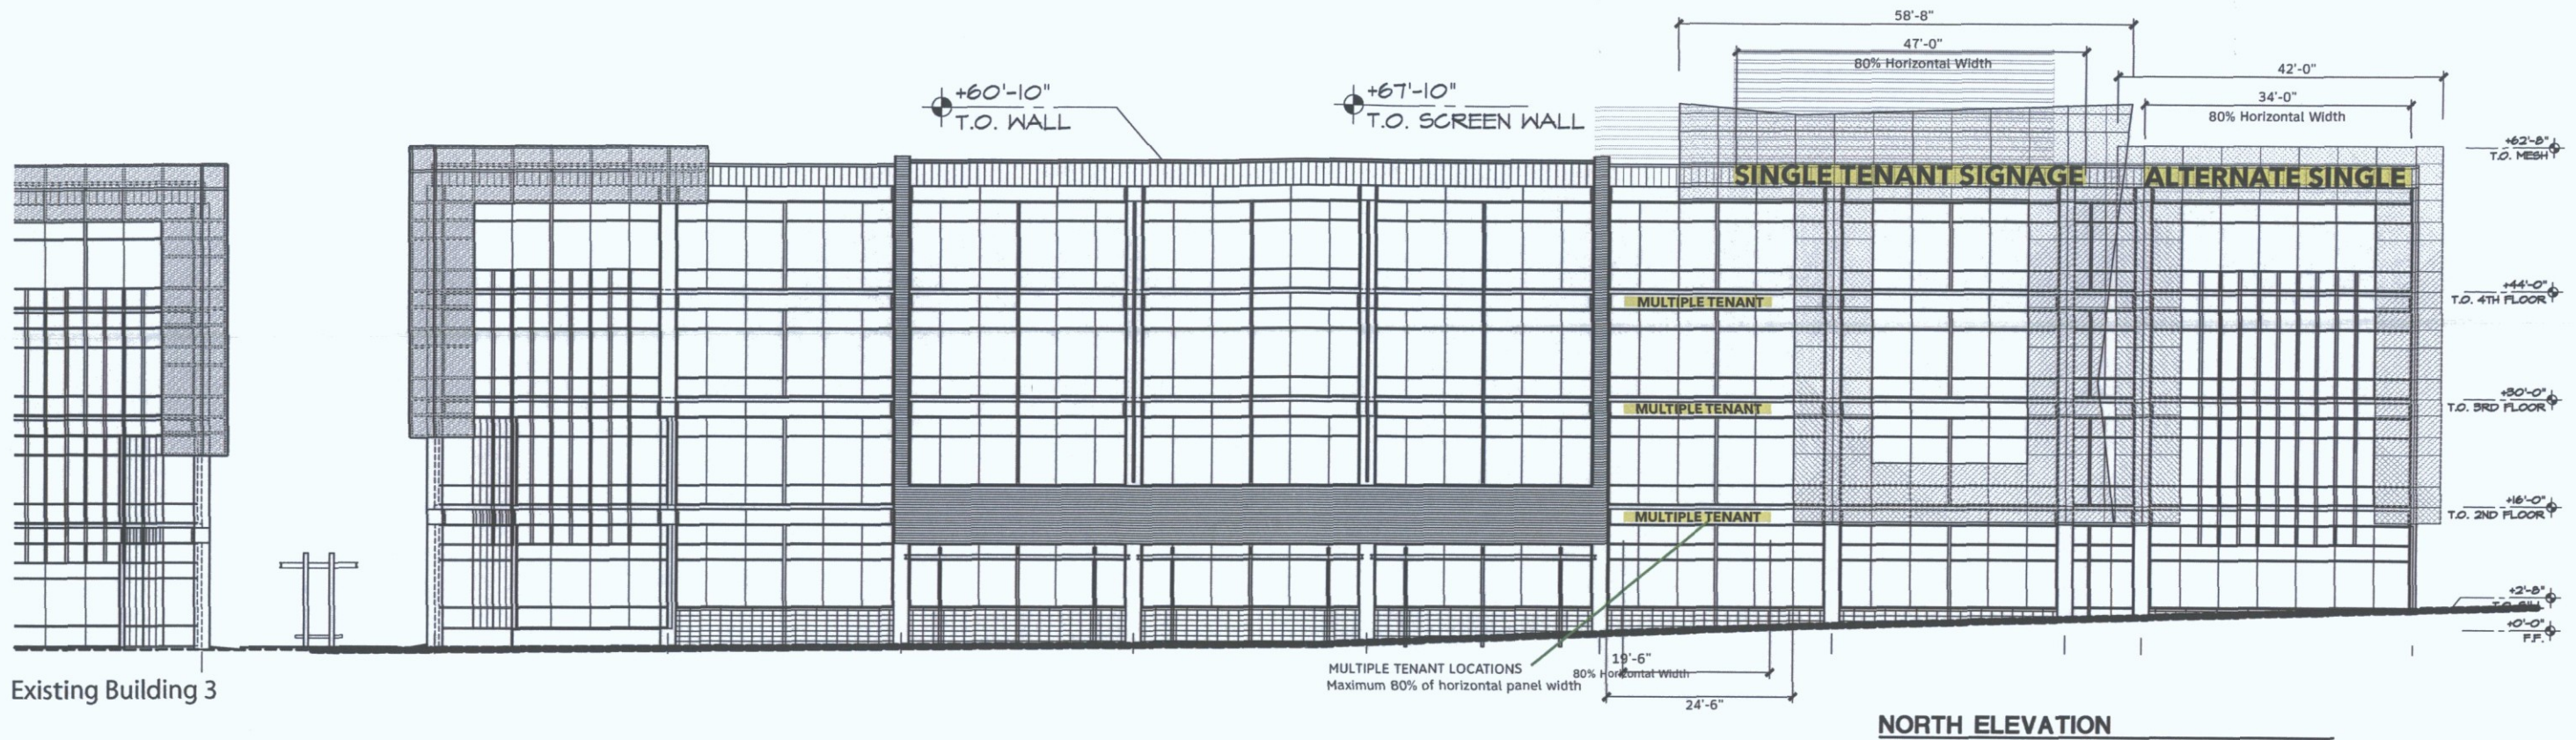 58'-8"
47'-0"
80% Horizontal Width
42'-0"
34'-0"
80% Horizontal Width
+60'-10"
T.O. WALL
+67'-10"
T.O. SCREEN WALL
+62'-8"
T.O. MESH
SINGLE TENANT SIGNAGE
ALTERNATE SINGLE
+44'-0"
T.O. 4TH FLOOR
MULTIPLE TENANT
+30'-0"
T.O. 3RD FLOOR
MULTIPLE TENANT
+16'-0"
T.O. 2ND FLOOR
MULTIPLE TENANT
+2'-8"
+0'-0"
F.F.
MULTIPLE TENANT LOCATIONS
Maximum 80% of horizontal panel width
19'-6"
80% Horizontal Width
24'-6"
Existing Building 3
NORTH ELEVATION